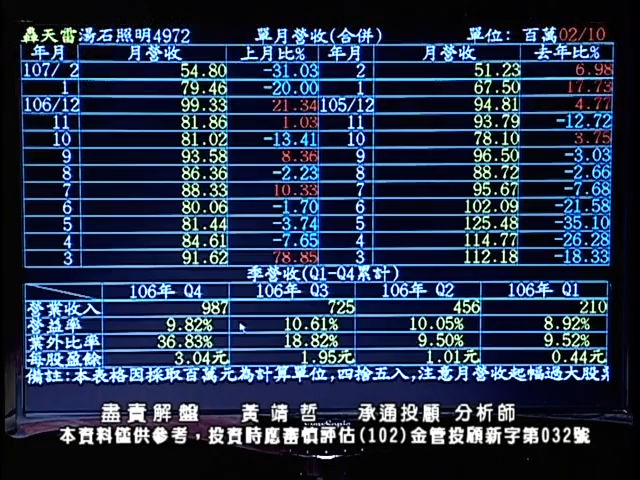 轟天雷湯石照明4972 單月營收(合併) 單位: 百萬02/10
年月 月營收 上月比% 年月 月營收 去年比%
107/ 2 54.80 -31.03 2 51.23 6.98
1 79.46 -20.00 1 67.50 17.73
106/12 99.33 21.34 105/12 94.81 4.77
11 81.86 1.03 11 93.79 -12.72
10 81.02 -13.41 10 78.10 3.75
9 93.58 8.36 9 96.50 -3.03
8 86.36 -2.23 8 88.72 -2.66
7 88.33 10.33 7 95.67 -7.68
6 80.06 -1.70 6 102.09 -21.58
5 81.44 -3.74 5 125.48 -35.10
4 84.61 -7.65 4 114.77 -26.28
3 91.62 78.85 3 112.18 -18.33
季營收(Q1-Q4累計)
106年 Q4 106年 Q3 106年 Q2 106年 Q1
營業收入 987 725 456 210
營益率 9.82% 10.61% 10.05% 8.92%
業外比率 36.83% 18.82% 9.50% 9.52%
每股盈餘 3.04元 1.95元 1.01元 0.44元
備註:本表格因採取百萬元為計算單位,四捨五入,注意月營收起幅過大股
ViewSonic
盡責解盤 黃靖哲 承通投顧 分析師
本資料僅供參考,投資時應審慎評估(102)金管投顧新字第032號